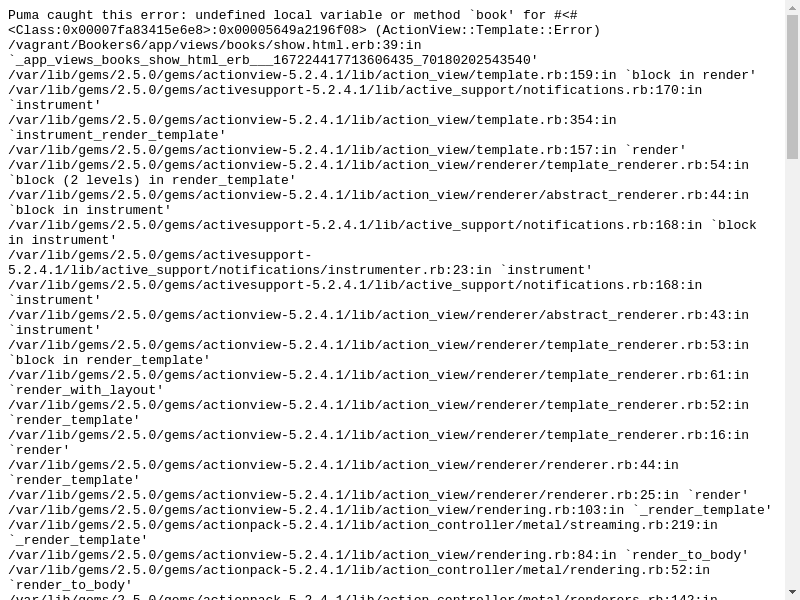 Puma caught this error: undefined local variable or method `book' for #<#
<Class:0x00007fa83415e6e8>:0x00005649a2196f08> (ActionView::Template::Error)
/vagrant/Bookers6/app/views/books/show.html.erb:39:in
`_app_views_books_show_html_erb___167224417713606435_70180202543540'
/var/lib/gems/2.5.0/gems/actionview-5.2.4.1/lib/action_view/template.rb:159:in `block in render'
/var/lib/gems/2.5.0/gems/activesupport-5.2.4.1/lib/active_support/notifications.rb:170:in
`instrument'
/var/lib/gems/2.5.0/gems/actionview-5.2.4.1/lib/action_view/template.rb:354:in
`instrument_render_template'
/var/lib/gems/2.5.0/gems/actionview-5.2.4.1/lib/action_view/template.rb:157:in `render'
/var/lib/gems/2.5.0/gems/actionview-5.2.4.1/lib/action_view/renderer/template_renderer.rb:54:in
`block (2 levels) in render_template'
/var/lib/gems/2.5.0/gems/actionview-5.2.4.1/lib/action_view/renderer/abstract_renderer.rb:44:in
`block in instrument'
/var/lib/gems/2.5.0/gems/activesupport-5.2.4.1/lib/active_support/notifications.rb:168:in `block
in instrument'
/var/lib/gems/2.5.0/gems/activesupport-
5.2.4.1/lib/active_support/notifications/instrumenter.rb:23:in `instrument'
/var/lib/gems/2.5.0/gems/activesupport-5.2.4.1/lib/active_support/notifications.rb:168:in
`instrument'
/var/lib/gems/2.5.0/gems/actionview-5.2.4.1/lib/action_view/renderer/abstract_renderer.rb:43:in
`instrument'
/var/lib/gems/2.5.0/gems/actionview-5.2.4.1/lib/action_view/renderer/template_renderer.rb:53:in
`block in render_template'
/var/lib/gems/2.5.0/gems/actionview-5.2.4.1/lib/action_view/renderer/template_renderer.rb:61:in
`render_with_layout'
/var/lib/gems/2.5.0/gems/actionview-5.2.4.1/lib/action_view/renderer/template_renderer.rb:52:in
`render_template'
/var/lib/gems/2.5.0/gems/actionview-5.2.4.1/lib/action_view/renderer/template_renderer.rb:16:in
`render'
/var/lib/gems/2.5.0/gems/actionview-5.2.4.1/lib/action_view/renderer/renderer.rb:44:in
`render_template'
/var/lib/gems/2.5.0/gems/actionview-5.2.4.1/lib/action_view/renderer/renderer.rb:25:in `render'
/var/lib/gems/2.5.0/gems/actionview-5.2.4.1/lib/action_view/rendering.rb:103:in `_render_template'
/var/lib/gems/2.5.0/gems/actionpack-5.2.4.1/lib/action_controller/metal/streaming.rb:219:in
`_render_template'
/var/lib/gems/2.5.0/gems/actionview-5.2.4.1/lib/action_view/rendering.rb:84:in `render_to_body'
/var/lib/gems/2.5.0/gems/actionpack-5.2.4.1/lib/action_controller/metal/rendering.rb:52:in
`render_to_body'
/var/lib/gems/2.5.0/gems/actionpack-5.2.4.1/lib/action_controller/metal/renderers.rb:142:in